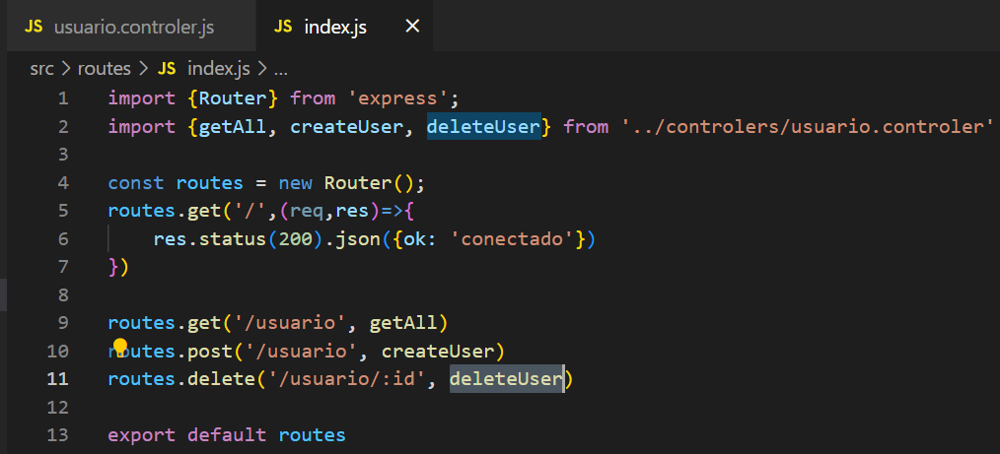 JS usuario.controler.js JS index.js ×
src > routes > JS index.js > ...
1 import {Router} from 'express';
2 import {getAll, createUser, deleteUser} from '../controlers/usuario.controler'
3
4 const routes = new Router();
5 routes.get('/',(req,res)=>{
6     res.status(200).json({ok: 'conectado'})
7 })
8
9 routes.get('/usuario', getAll)
10 routes.post('/usuario', createUser)
11 routes.delete('/usuario/:id', deleteUser)
12
13 export default routes